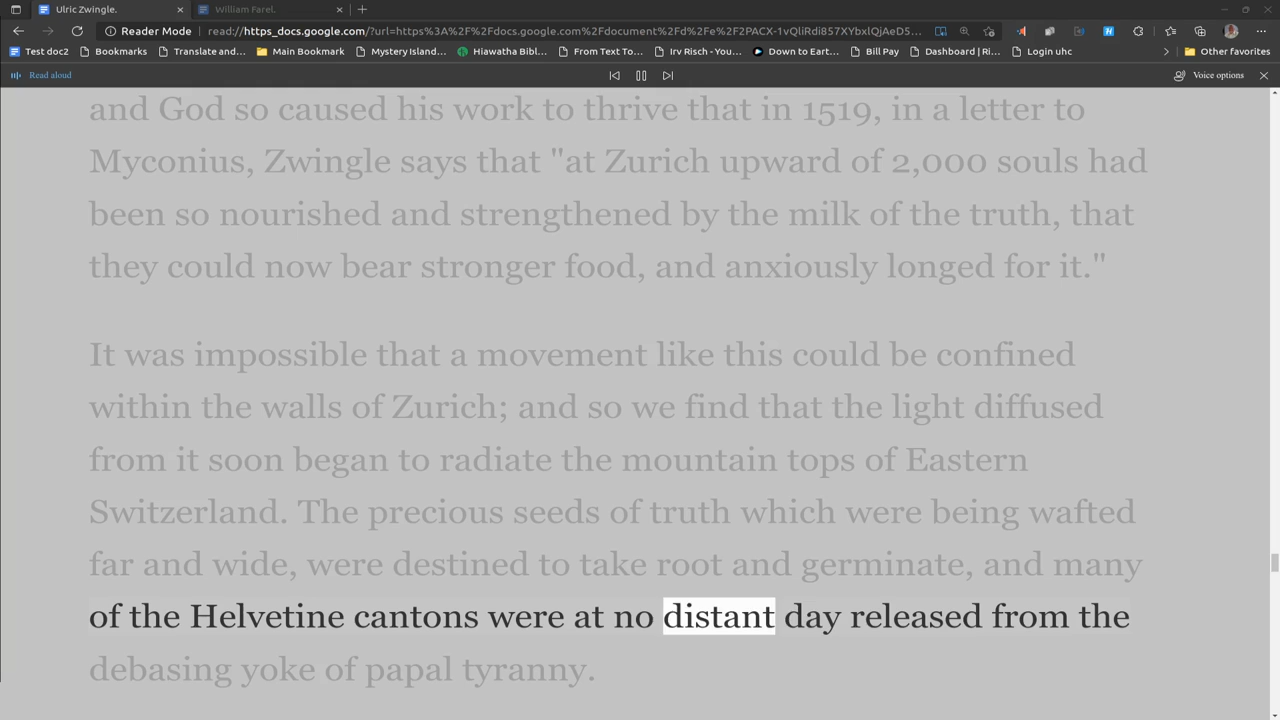 Ulric Zwingle.
William Farel.
Reader Mode
read://https_docs.google.com/?url=https%3A%2F%2Fdocs.google.com%2Fdocument%2Fd%2Fe%2F2PACX-1vQliRdi857XYbxlQjAeD5...
Test doc2
Bookmarks
Translate and...
Main Bookmark
Mystery Island...
Hiawatha Bibl...
From Text To...
Irv Risch - You...
Down to Eart...
Bill Pay
Dashboard | Ri...
Login uhc
Other favorites
Read aloud
Voice options
and God so caused his work to thrive that in 1519, in a letter to
Myconius, Zwingle says that "at Zurich upward of 2,000 souls had
been so nourished and strengthened by the milk of the truth, that
they could now bear stronger food, and anxiously longed for it."
It was impossible that a movement like this could be confined
within the walls of Zurich; and so we find that the light diffused
from it soon began to radiate the mountain tops of Eastern
Switzerland. The precious seeds of truth which were being wafted
far and wide, were destined to take root and germinate, and many
of the Helvetine cantons were at no distant day released from the
debasing yoke of papal tyranny.